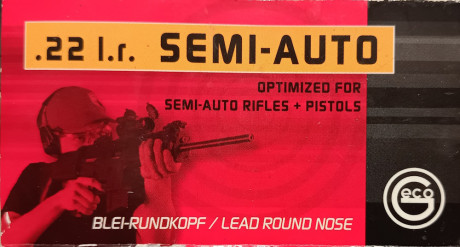 .22 l.r. SEMI-AUTO
OPTIMIZED FOR
SEMI-AUTO RIFLES + PISTOLS
BLEI-RUNDKOPF / LEAD ROUND NOSE
geco